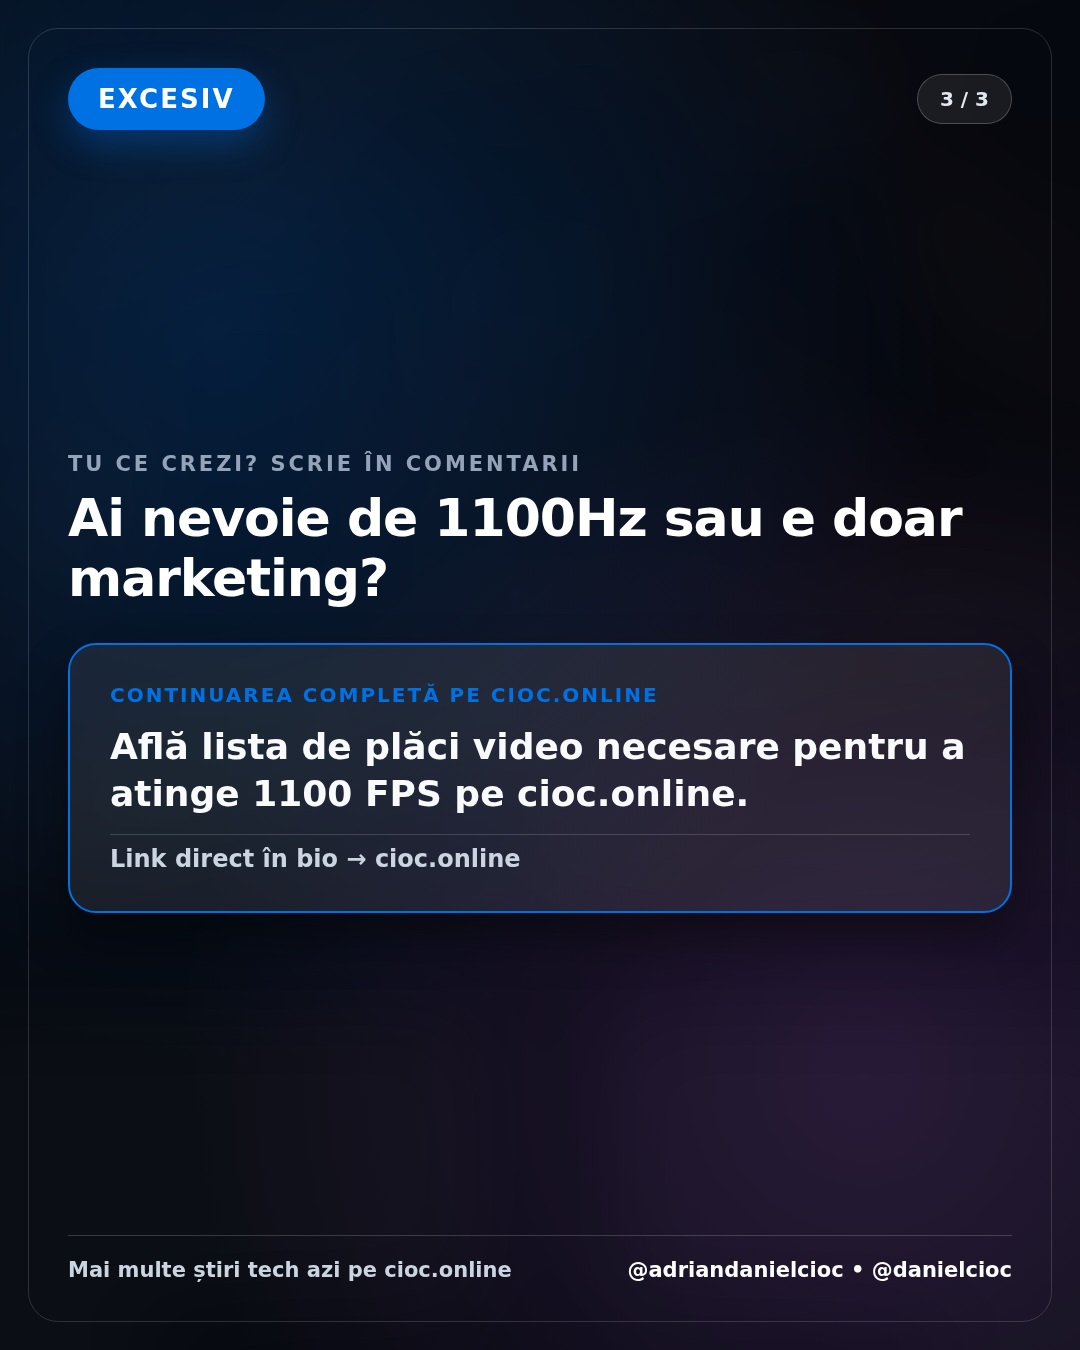 EXCESIV
3 / 3
TU CE CREZI? SCRIE ÎN COMENTARII
Ai nevoie de 1100Hz sau e doar
marketing?
CONTINUAREA COMPLETĂ PE CIOC.ONLINE
Află lista de plăci video necesare pentru a
atinge 1100 FPS pe cioc.online.
Link direct în bio → cioc.online
Mai multe știri tech azi pe cioc.online
@adriandanielcioc • @danielcioc